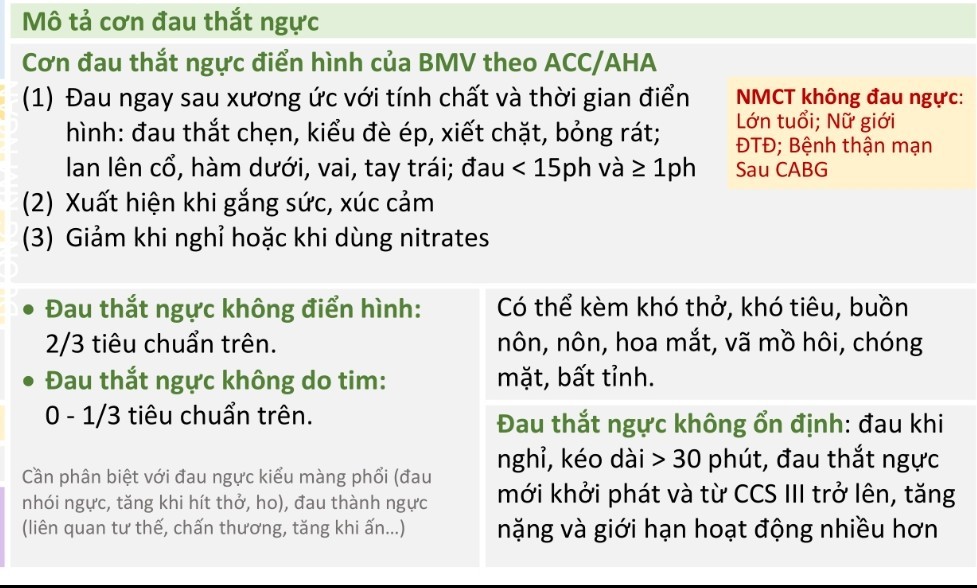 Mô tả cơn đau thắt ngực
Cơn đau thắt ngực điển hình của BMV theo ACC/AHA
(1) Đau ngay sau xương ức với tính chất và thời gian điển
hình: đau thắt chẹn, kiểu đè ép, xiết chặt, bỏng rát;
lan lên cổ, hàm dưới, vai, tay trái; đau < 15ph và ≥ 1ph
(2) Xuất hiện khi gắng sức, xúc cảm
(3) Giảm khi nghỉ hoặc khi dùng nitrates
NMCT không đau ngực:
Lớn tuổi; Nữ giới
ĐTĐ; Bệnh thận mạn
Sau CABG
• Đau thắt ngực không điển hình:
2/3 tiêu chuẩn trên.
• Đau thắt ngực không do tim:
0 - 1/3 tiêu chuẩn trên.
Cần phân biệt với đau ngực kiểu màng phổi (đau
nhói ngực, tăng khi hít thở, ho), đau thành ngực
(liên quan tư thế, chấn thương, tăng khi ấn...)
Có thể kèm khó thở, khó tiêu, buồn
nôn, nôn, hoa mắt, vã mồ hôi, chóng
mặt, bất tỉnh.
Đau thắt ngực không ổn định: đau khi
nghỉ, kéo dài > 30 phút, đau thắt ngực
mới khởi phát và từ CCS III trở lên, tăng
nặng và giới hạn hoạt động nhiều hơn